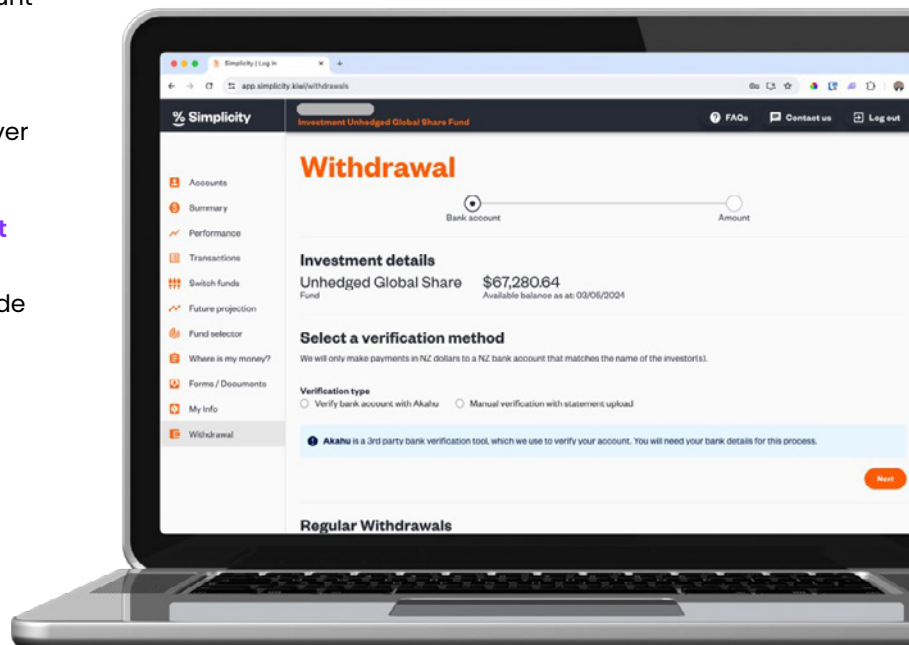 ant
ver
t
de
Simplicity | Log in
app.simplicity.kiwi/withdrawals
Simplicity
Investment Unhedged Global Share Fund
FAQs
Contact us
Log out
Accounts
Summary
Performance
Transactions
Switch funds
Future projection
Fund selector
Where is my money?
Forms / Documents
My Info
Withdrawal
Withdrawal
Bank account
Amount
Investment details
Unhedged Global Share
Fund
$67,280.64
Available balance as at: 03/05/2024
Select a verification method
We will only make payments in NZ dollars to a NZ bank account that matches the name of the investor(s).
Verification type
Verify bank account with Akahu
Manual verification with statement upload
Akahu is a 3rd party bank verification tool, which we use to verify your account. You will need your bank details for this process.
Next
Regular Withdrawals